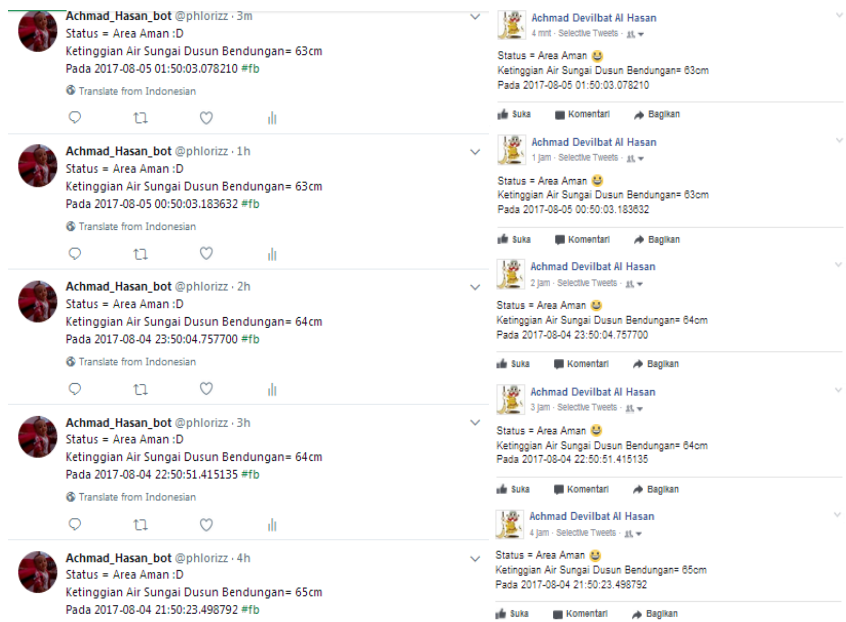 Achmad_Hasan_bot @phlorizz · 3m
Status = Area Aman :D
Ketinggian Air Sungai Dusun Bendungan= 63cm
Pada 2017-08-05 01:50:03.078210 #fb
Translate from Indonesian
Achmad_Hasan_bot @phlorizz · 1h
Status = Area Aman :D
Ketinggian Air Sungai Dusun Bendungan= 63cm
Pada 2017-08-05 00:50:03.183632 #fb
Translate from Indonesian
Achmad_Hasan_bot @phlorizz · 2h
Status = Area Aman :D
Ketinggian Air Sungai Dusun Bendungan= 64cm
Pada 2017-08-04 23:50:04.757700 #fb
Translate from Indonesian
Achmad_Hasan_bot @phlorizz · 3h
Status = Area Aman :D
Ketinggian Air Sungai Dusun Bendungan= 64cm
Pada 2017-08-04 22:50:51.415135 #fb
Translate from Indonesian
Achmad_Hasan_bot @phlorizz · 4h
Status = Area Aman :D
Ketinggian Air Sungai Dusun Bendungan= 65cm
Pada 2017-08-04 21:50:23.498792 #fb
Achmad Devilbat Al Hasan
4 mnt · Selective Tweets ·
Status = Area Aman 😆
Ketinggian Air Sungai Dusun Bendungan= 63cm
Pada 2017-08-05 01:50:03.078210
Suka Komentari Bagikan
Achmad Devilbat Al Hasan
1 jam · Selective Tweets ·
Status = Area Aman 😆
Ketinggian Air Sungai Dusun Bendungan= 63cm
Pada 2017-08-05 00:50:03.183632
Suka Komentari Bagikan
Achmad Devilbat Al Hasan
2 jam · Selective Tweets ·
Status = Area Aman 😆
Ketinggian Air Sungai Dusun Bendungan= 64cm
Pada 2017-08-04 23:50:04.757700
Suka Komentari Bagikan
Achmad Devilbat Al Hasan
3 jam · Selective Tweets ·
Status = Area Aman 😆
Ketinggian Air Sungai Dusun Bendungan= 64cm
Pada 2017-08-04 22:50:51.415135
Suka Komentari Bagikan
Achmad Devilbat Al Hasan
4 jam · Selective Tweets ·
Status = Area Aman 😆
Ketinggian Air Sungai Dusun Bendungan= 65cm
Pada 2017-08-04 21:50:23.498792
Suka Komentari Bagikan